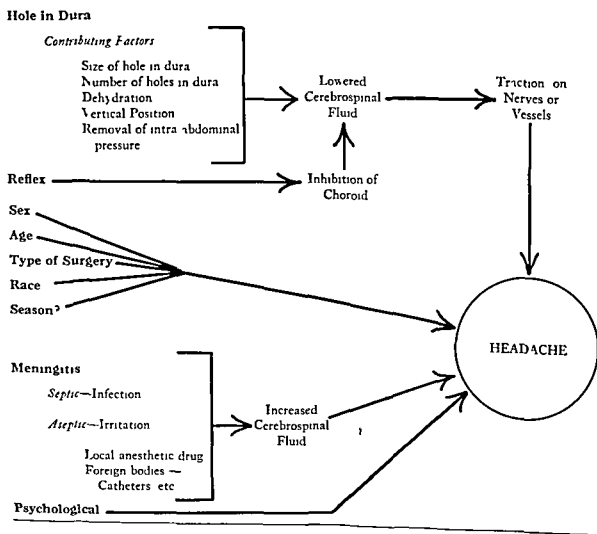 Hole in Dura
Contributing Factors
Size of hole in dura
Number of holes in dura
Dehydration
Vertical Position
Removal of intra abdominal
pressure
Lowered
Cerebrospinal
Fluid
Traction on
Nerves or
Vessels
Reflex
Inhibition of
Choroid
Sex
Age
Type of Surgery
Race
Season?
HEADACHE
Meningitis
Septic—Infection
Aseptic—Irritation
Local anesthetic drug
Foreign bodies —
Catheters etc
Increased
Cerebrospinal
Fluid
Psychological